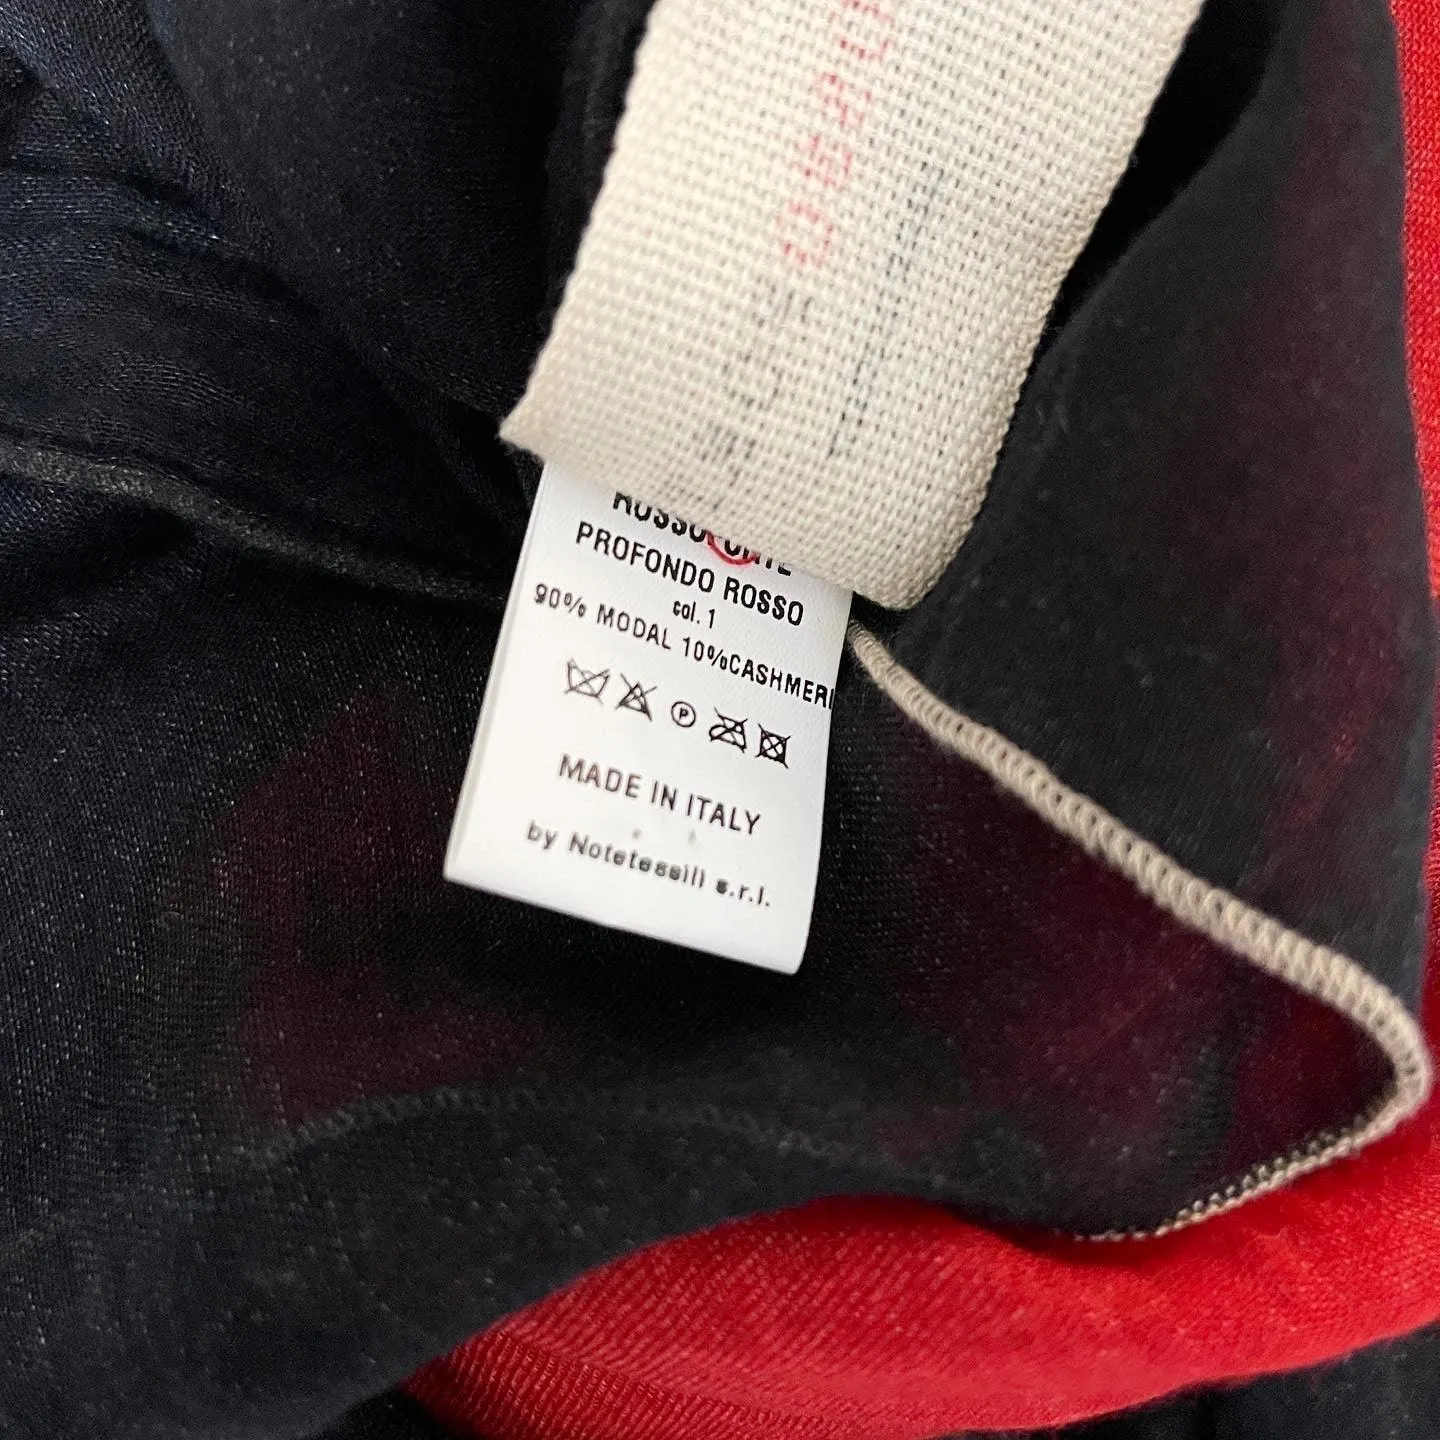 PROFONDO ROSSO
col. 1
90% MODAL 10%CASHMERE
P
MADE IN ITALY
by Notetessili s.r.l.